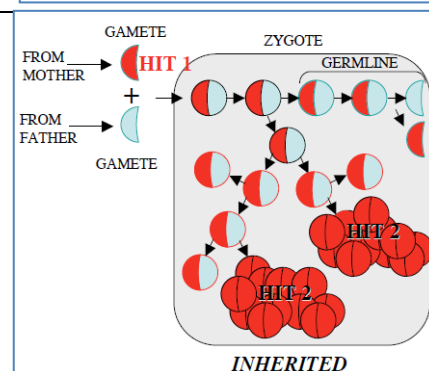 GAMETE
ZYGOTE
FROM
MOTHER
HIT 1
GERMLINE
+
FROM
FATHER
GAMETE
HIT 2
HIT 2
INHERITED